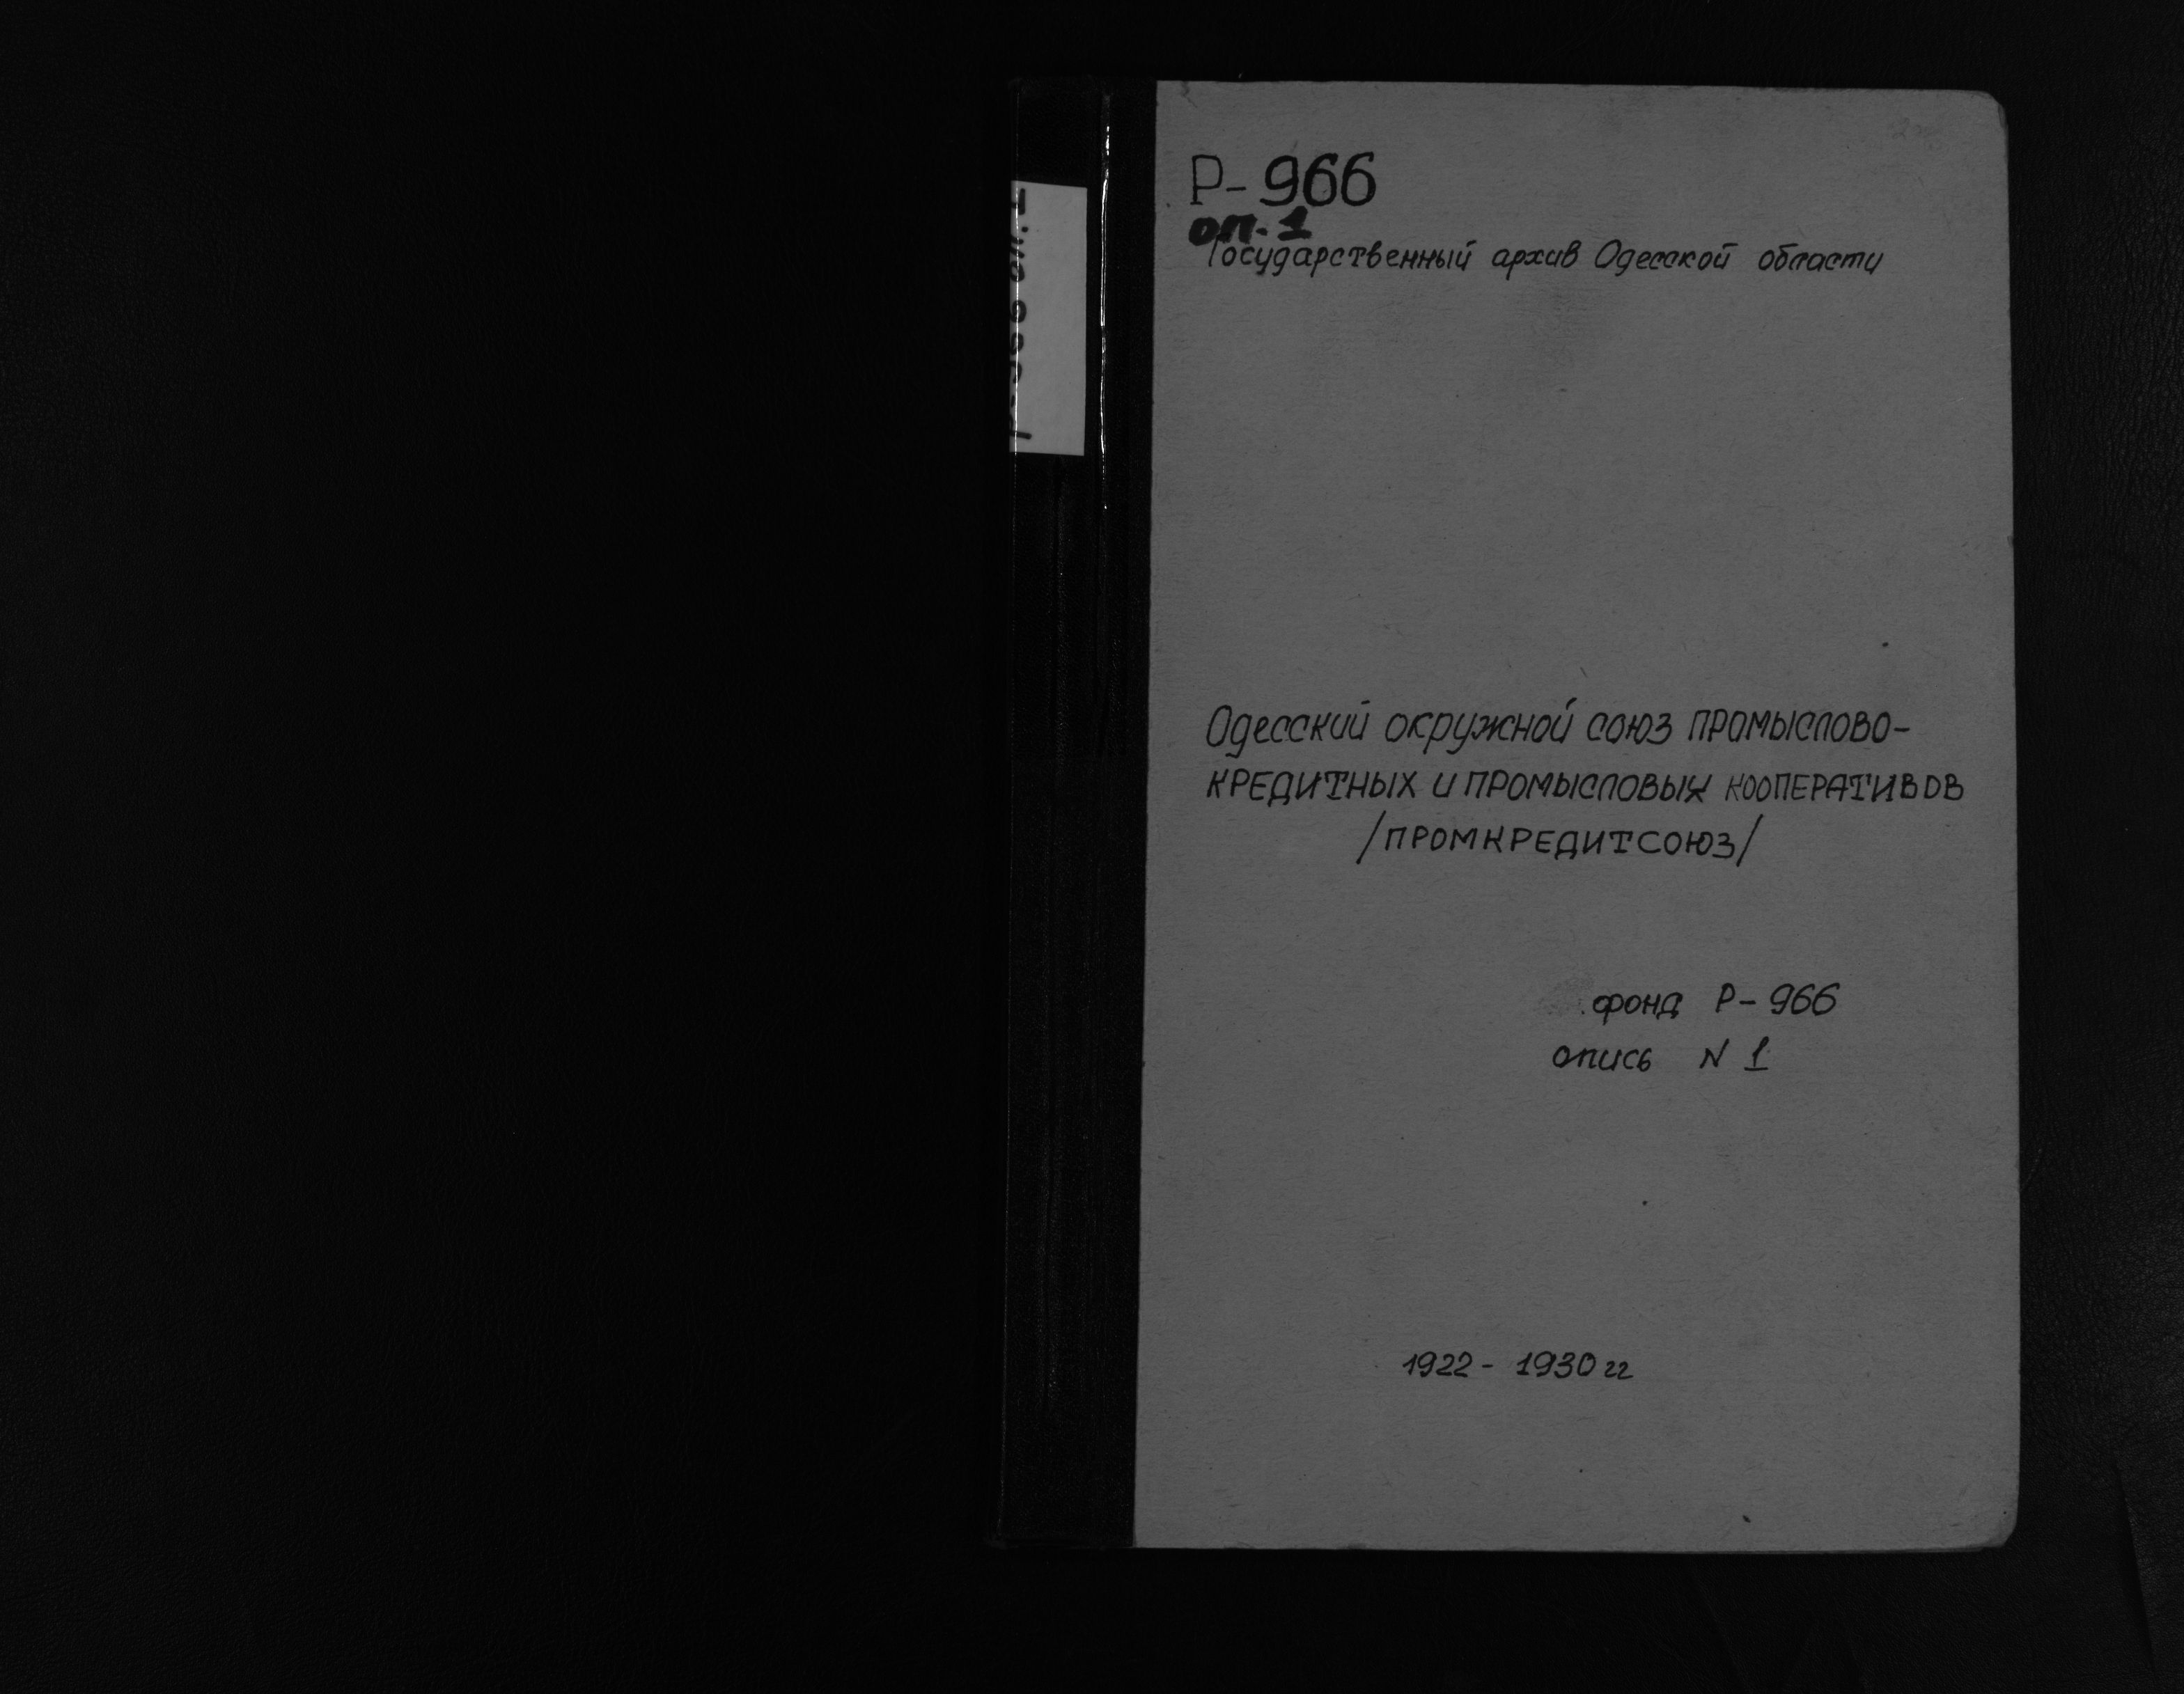 Р-966
оп. 1
Государственный архив Одесской области
Одесский окружной союз промыслово-
кредитных и промысловых кооперативов
/промкредитсоюз/
фонд Р-966
опись N 1
1922 - 1930 гг